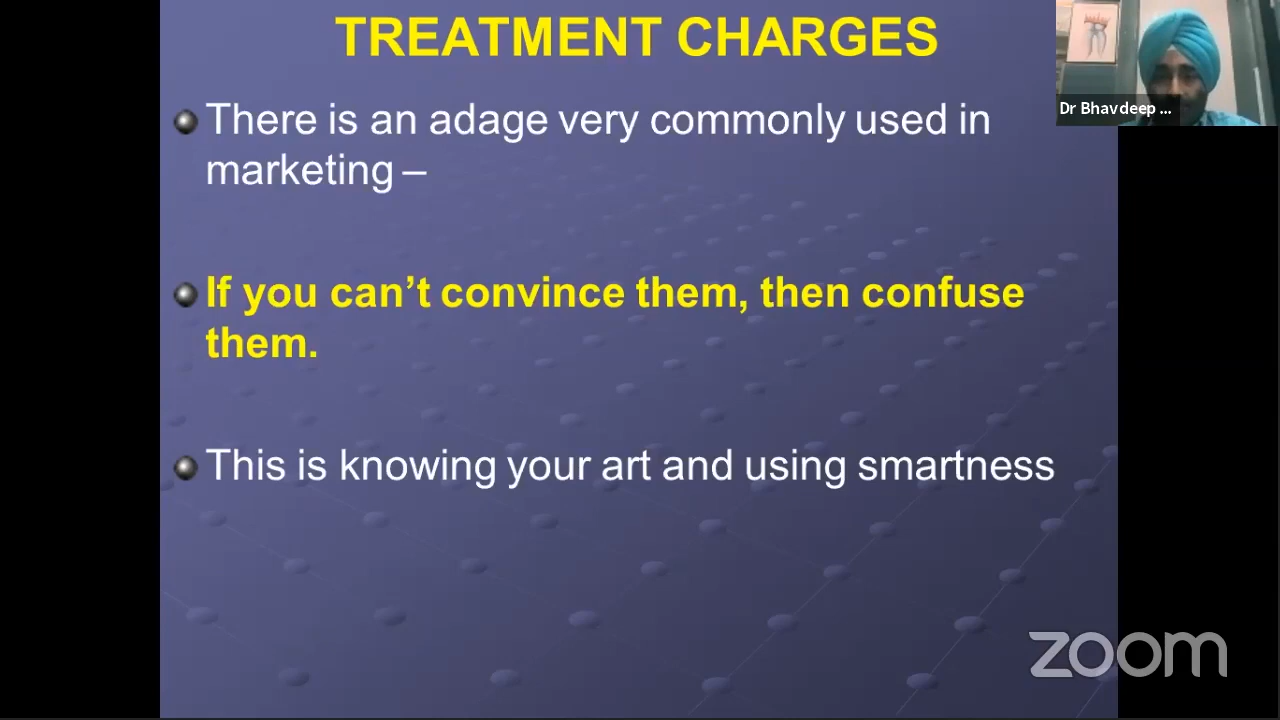 TREATMENT CHARGES
There is an adage very commonly used in
marketing –
If you can’t convince them, then confuse
them.
This is knowing your art and using smartness
Dr Bhavdeep ...
zoom